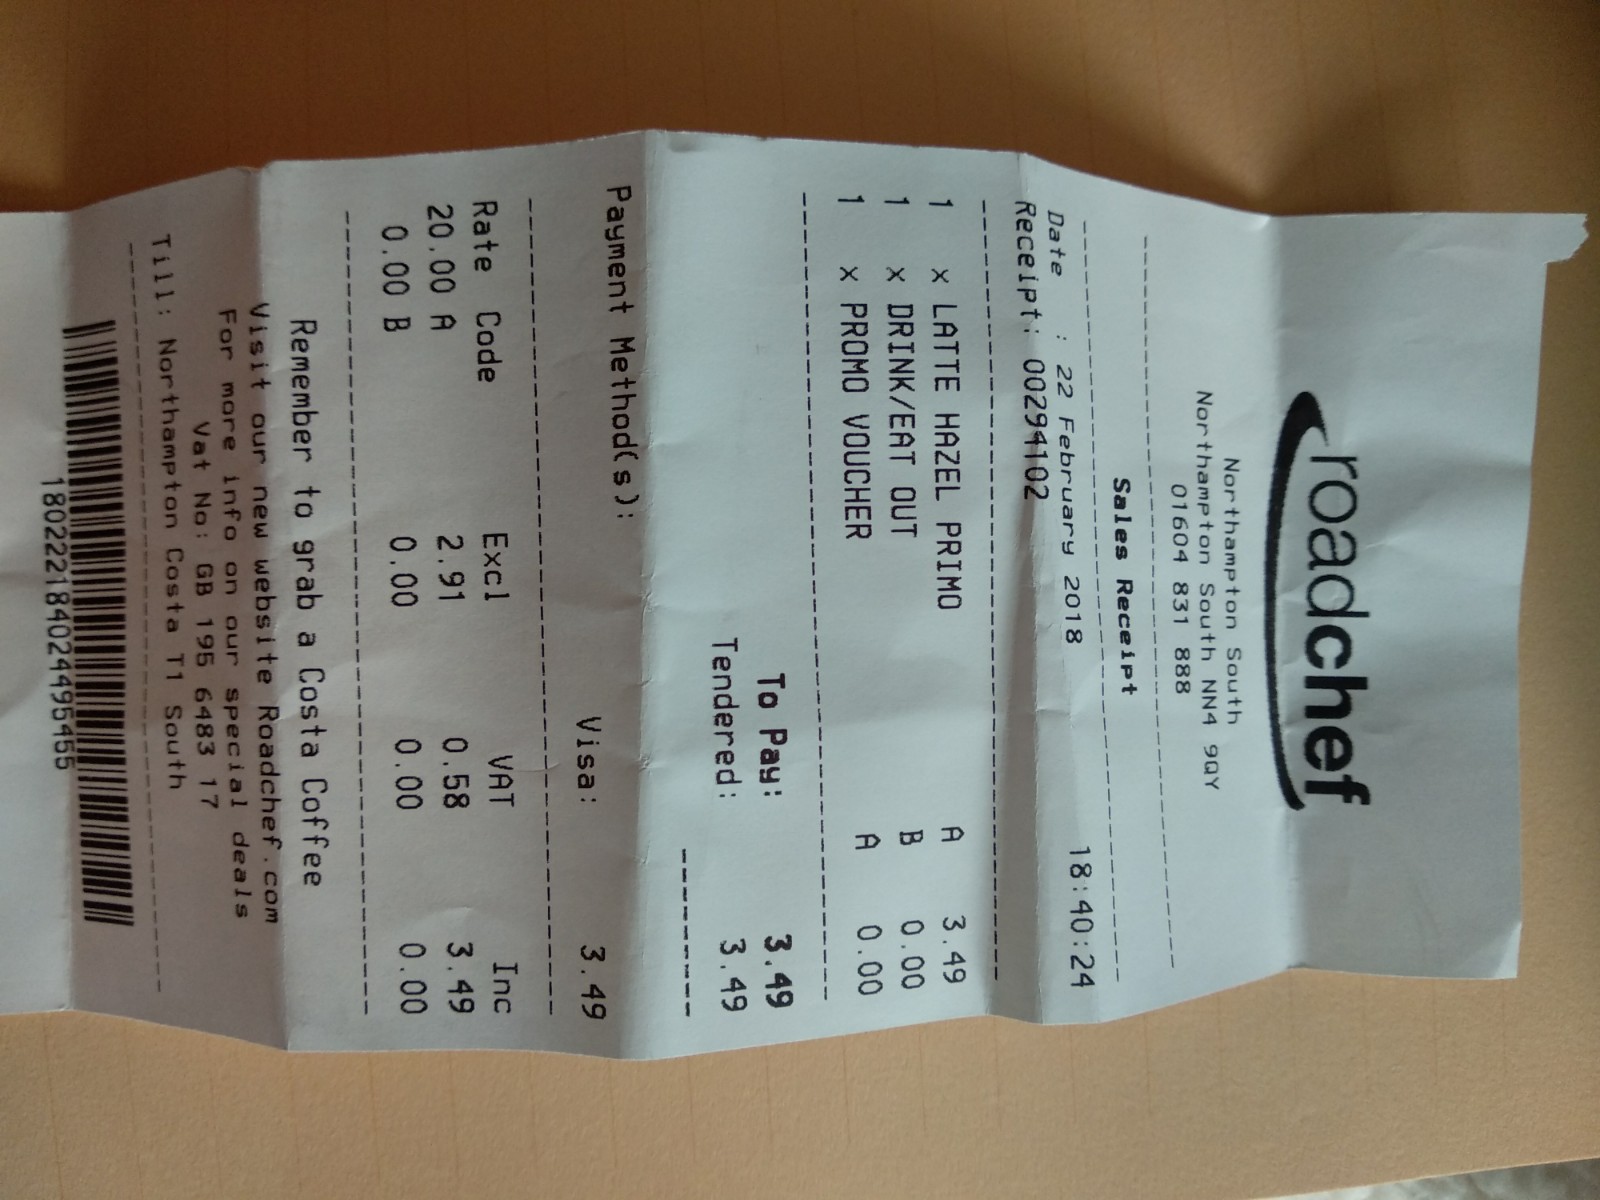 roadchef
Northampton South
Northampton South NN4 9QY
01604 831 888
Sales Receipt
Date : 22 February 2018 18:40:24
Receipt: 00294102
1 x LATTE HAZEL PRIMO A 3.49
1 x DRINK/EAT OUT B 0.00
1 x PROMO VOUCHER A 0.00
To Pay: 3.49
Tendered: 3.49
Payment Method(s):
Visa: 3.49
Rate Code Excl VAT Inc
20.00 A 2.91 0.58 3.49
0.00 B 0.00 0.00 0.00
Remember to grab a Costa Coffee
Visit our new website Roadchef.com
For more info on our special deals
Vat No: GB 195 6483 17
Till: Northampton Costa T1 South
180222184024495455